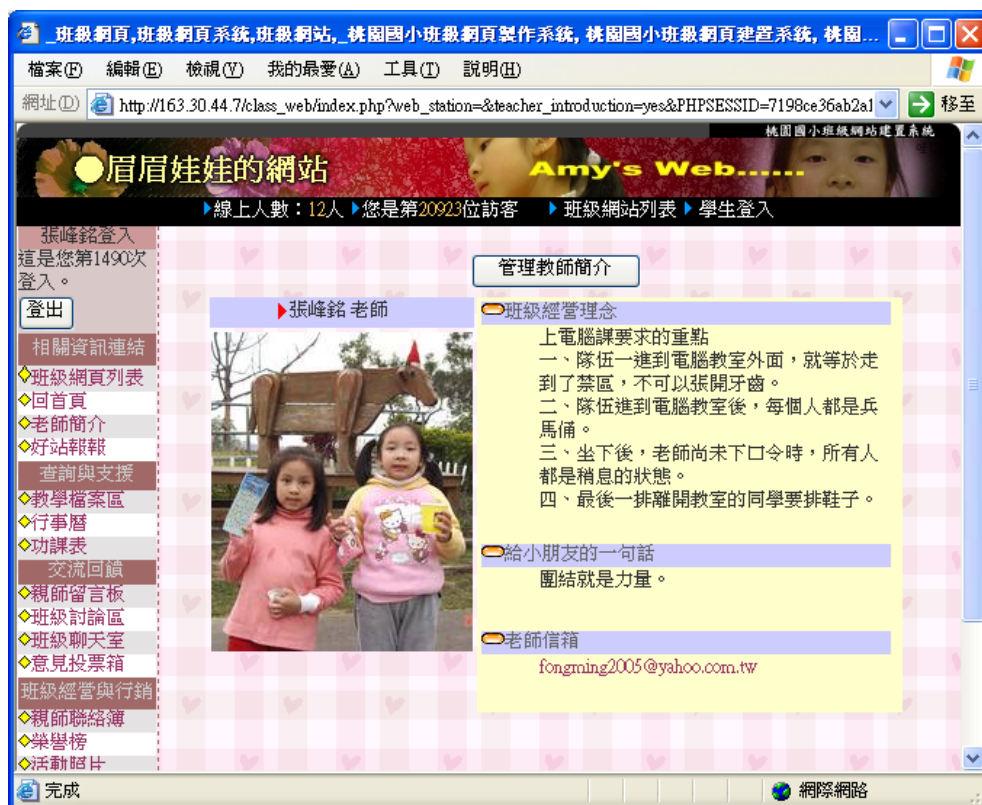 _班級網頁,班級網頁系統,班級網站,_桃園國小班級網頁製作系統, 桃園國小班級網頁建置系統, 桃園...
檔案(F) 編輯(E) 檢視(V) 我的最愛(A) 工具(T) 說明(H)
網址(D) http://163.30.44.7/class_web/index.php?web_station=&teacher_introduction=yes&PHPSESSID=7198ce36ab2a1 移至
桃園國小班級網站建置系統
眉眉娃娃的網站 Amy's Web......
線上人數：12人 您是第20923位訪客 班級網站列表 學生登入
張峰銘登入
這是您第1490次
登入。
登出
相關資訊連結
班級網頁列表
回首頁
老師簡介
好站報報
查詢與支援
教學檔案區
行事曆
功課表
交流回饋
親師留言板
班級討論區
班級聊天室
意見投票箱
班級經營與行銷
親師聯絡簿
榮譽榜
活動照片
管理教師簡介
張峰銘 老師
班級經營理念
上電腦課要求的重點
一、隊伍一進到電腦教室外面，就等於走
到了禁區，不可以張開牙齒。
二、隊伍進到電腦教室後，每個人都是兵
馬俑。
三、坐下後，老師尚未下口令時，所有人
都是稍息的狀態。
四、最後一排離開教室的同學要排鞋子。
給小朋友的一句話
團結就是力量。
老師信箱
fongming2005@yahoo.com.tw
完成 網際網路